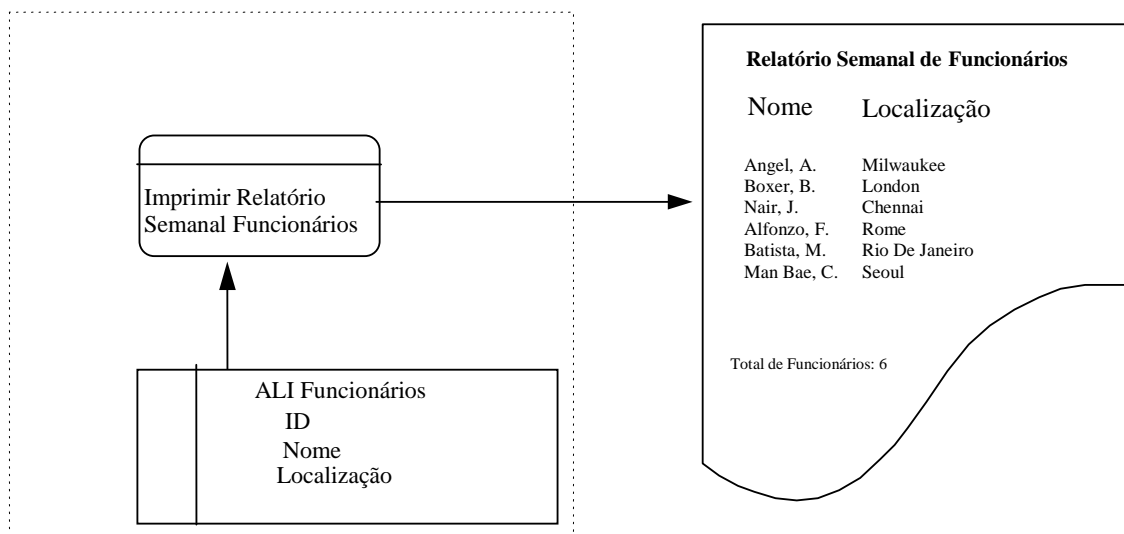 Imprimir Relatório
Semanal Funcionários
ALI Funcionários
ID
Nome
Localização
Relatório Semanal de Funcionários
Nome Localização
Angel, A. Milwaukee
Boxer, B. London
Nair, J. Chennai
Alfonzo, F. Rome
Batista, M. Rio De Janeiro
Man Bae, C. Seoul
Total de Funcionários: 6